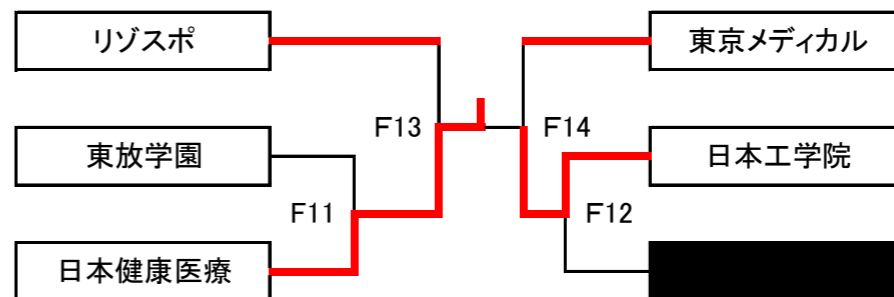 リゾスポ
東京メディカル
F13
F14
東放学園
日本工学院
F11
F12
日本健康医療